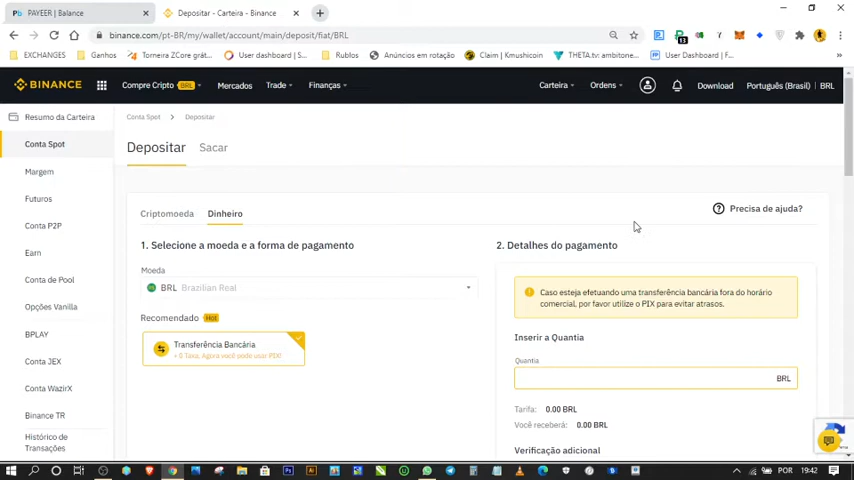 PAYEER | Balance
Depositar - Carteira - Binance
binance.com/pt-BR/my/wallet/account/main/deposit/fiat/BRL
EXCHANGES
Ganhos
Torneira ZCore grát...
User dashboard | S...
Rublos
Anúncios em rotação
Claim | Kmushicoin
THETA.tv: ambitone...
User Dashboard | F...
BINANCE
Compre Cripto
BRL
Mercados
Trade
Finanças
Carteira
Ordens
Download
Português (Brasil)
BRL
Resumo da Carteira
Conta Spot
Margem
Futuros
Conta P2P
Earn
Conta de Pool
Opções Vanilla
BPLAY
Conta JEX
Conta WazirX
Binance TR
Histórico de
Transações
Conta Spot > Depositar
Depositar
Sacar
Criptomoeda
Dinheiro
Precisa de ajuda?
1. Selecione a moeda e a forma de pagamento
Moeda
BRL Brazilian Real
Recomendado Hot
Transferência Bancária
+ 0 Taxa, Agora você pode usar PIX!
2. Detalhes do pagamento
Caso esteja efetuando uma transferência bancária fora do horário
comercial, por favor utilize o PIX para evitar atrasos.
Inserir a Quantia
Quantia
BRL
Tarifa: 0.00 BRL
Você receberá: 0.00 BRL
Verificação adicional
POR
19:42